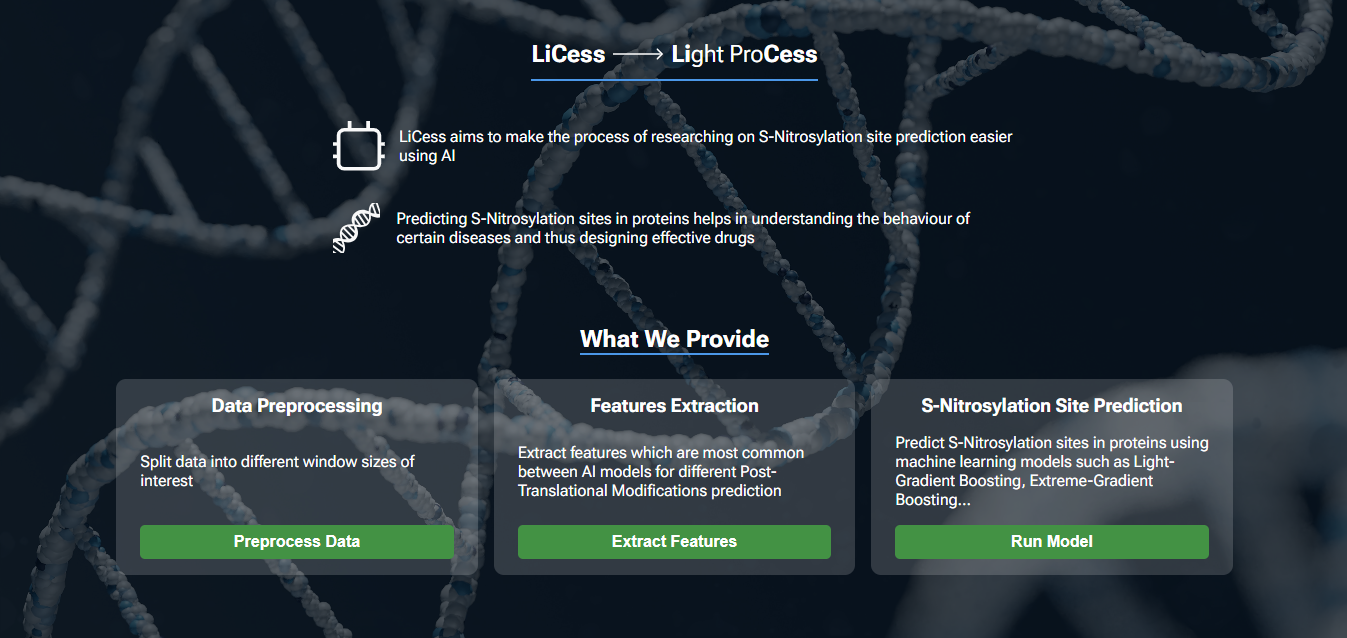 LiCess ⟶ Light ProCess
LiCess aims to make the process of researching on S-Nitrosylation site prediction easier
using AI
Predicting S-Nitrosylation sites in proteins helps in understanding the behaviour of
certain diseases and thus designing effective drugs
What We Provide
Data Preprocessing
Split data into different window sizes of
interest
Preprocess Data
Features Extraction
Extract features which are most common
between AI models for different Post-
Translational Modifications prediction
Extract Features
S-Nitrosylation Site Prediction
Predict S-Nitrosylation sites in proteins using
machine learning models such as Light-
Gradient Boosting, Extreme-Gradient
Boosting...
Run Model